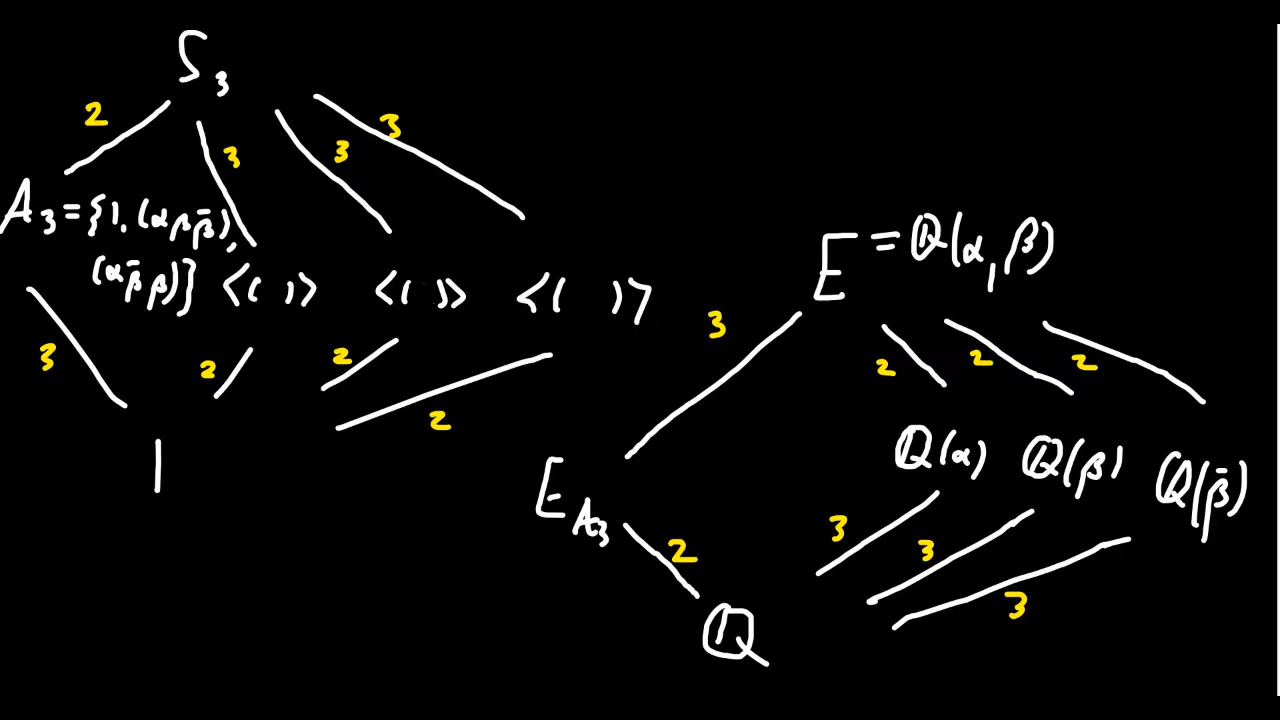 S₃
2
3
3
3
A₃ = {1, (α β β̄),
(α β̄ β)} <( )> <( )> <( )>
3
2
2
2
1
E = ℚ(α, β)
3
2
2
2
ℚ(α) ℚ(β) ℚ(β̄)
E_A₃
2
3
3
3
ℚ